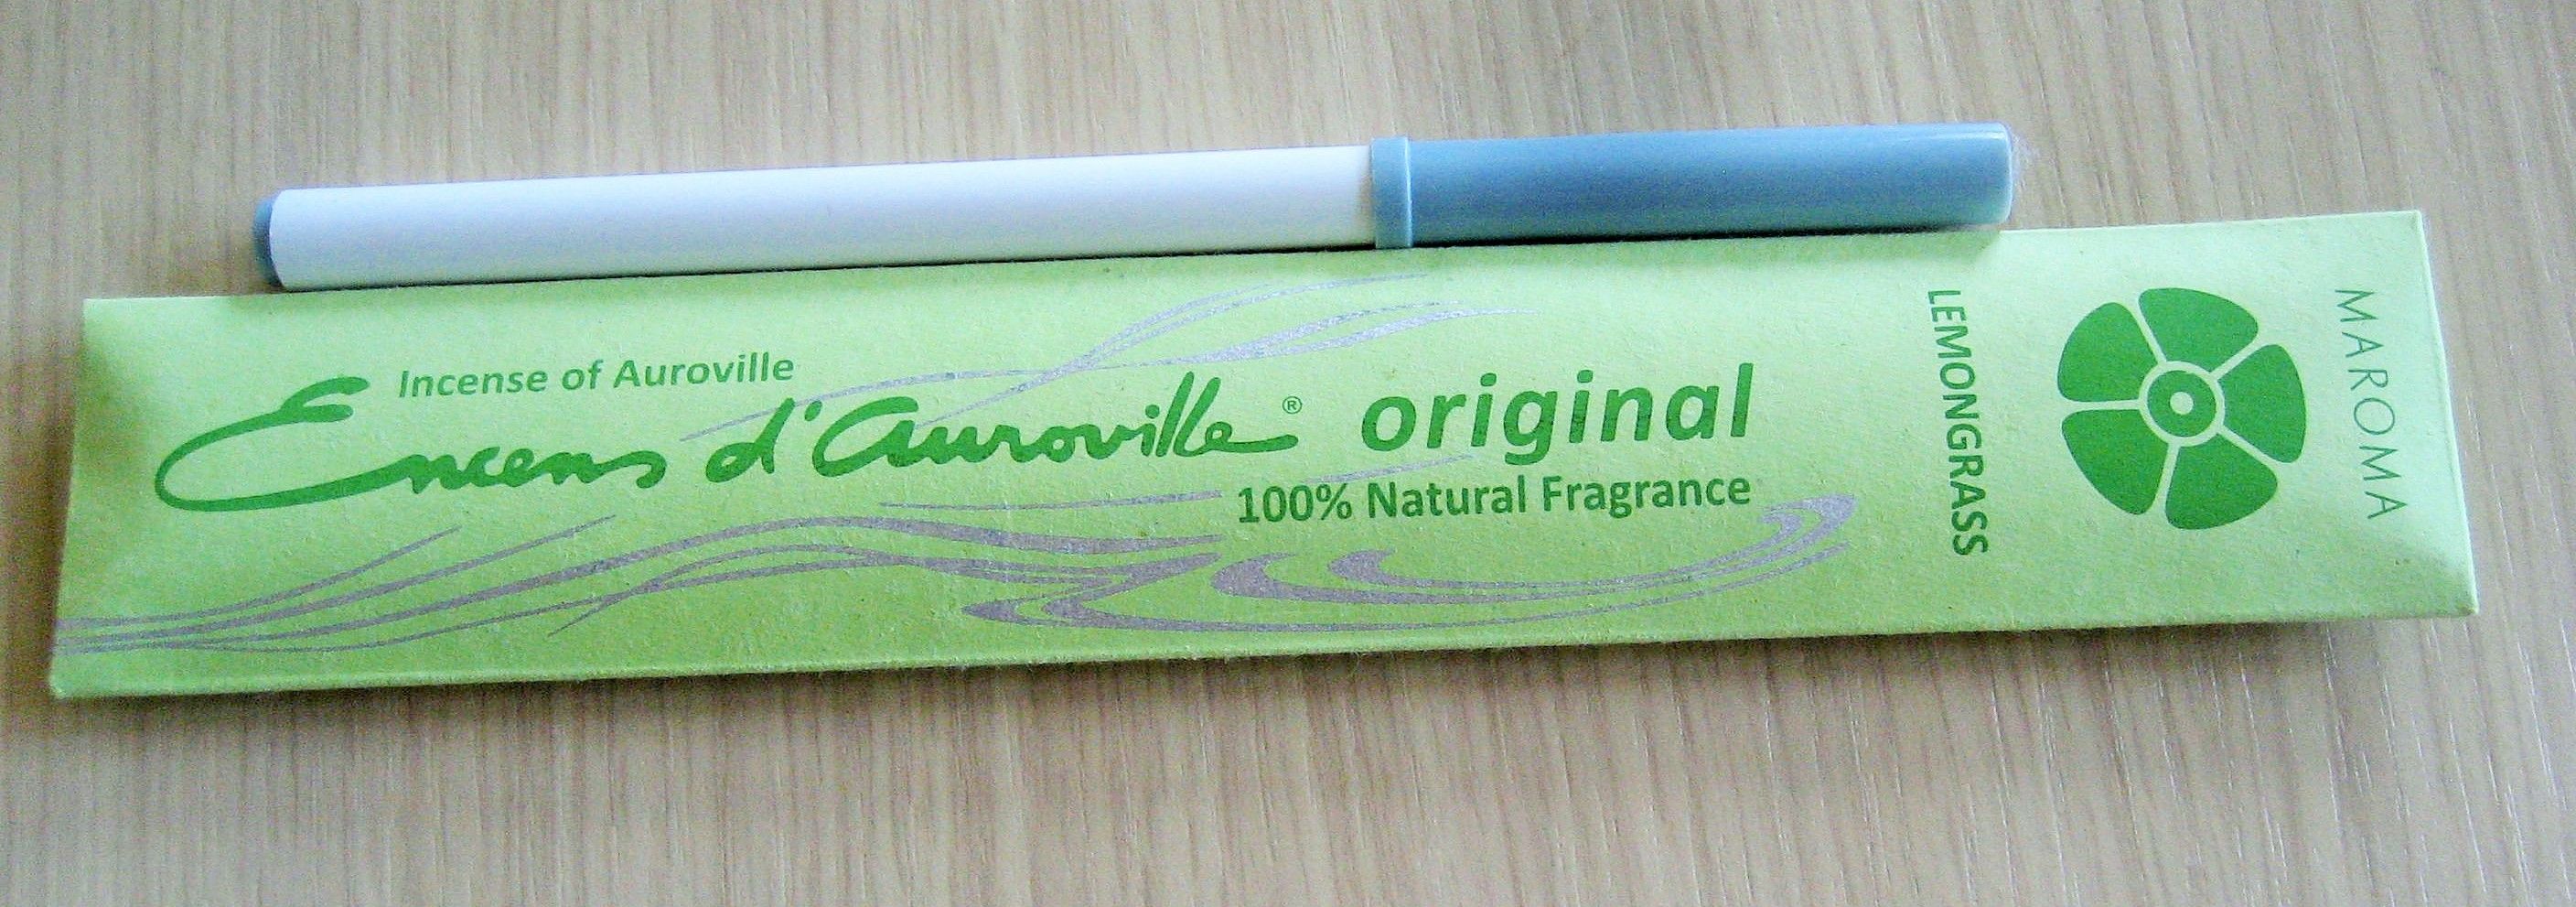 Incense of Auroville
Encens d'Auroville® original
100% Natural Fragrance
LEMONGRASS
MAROMA